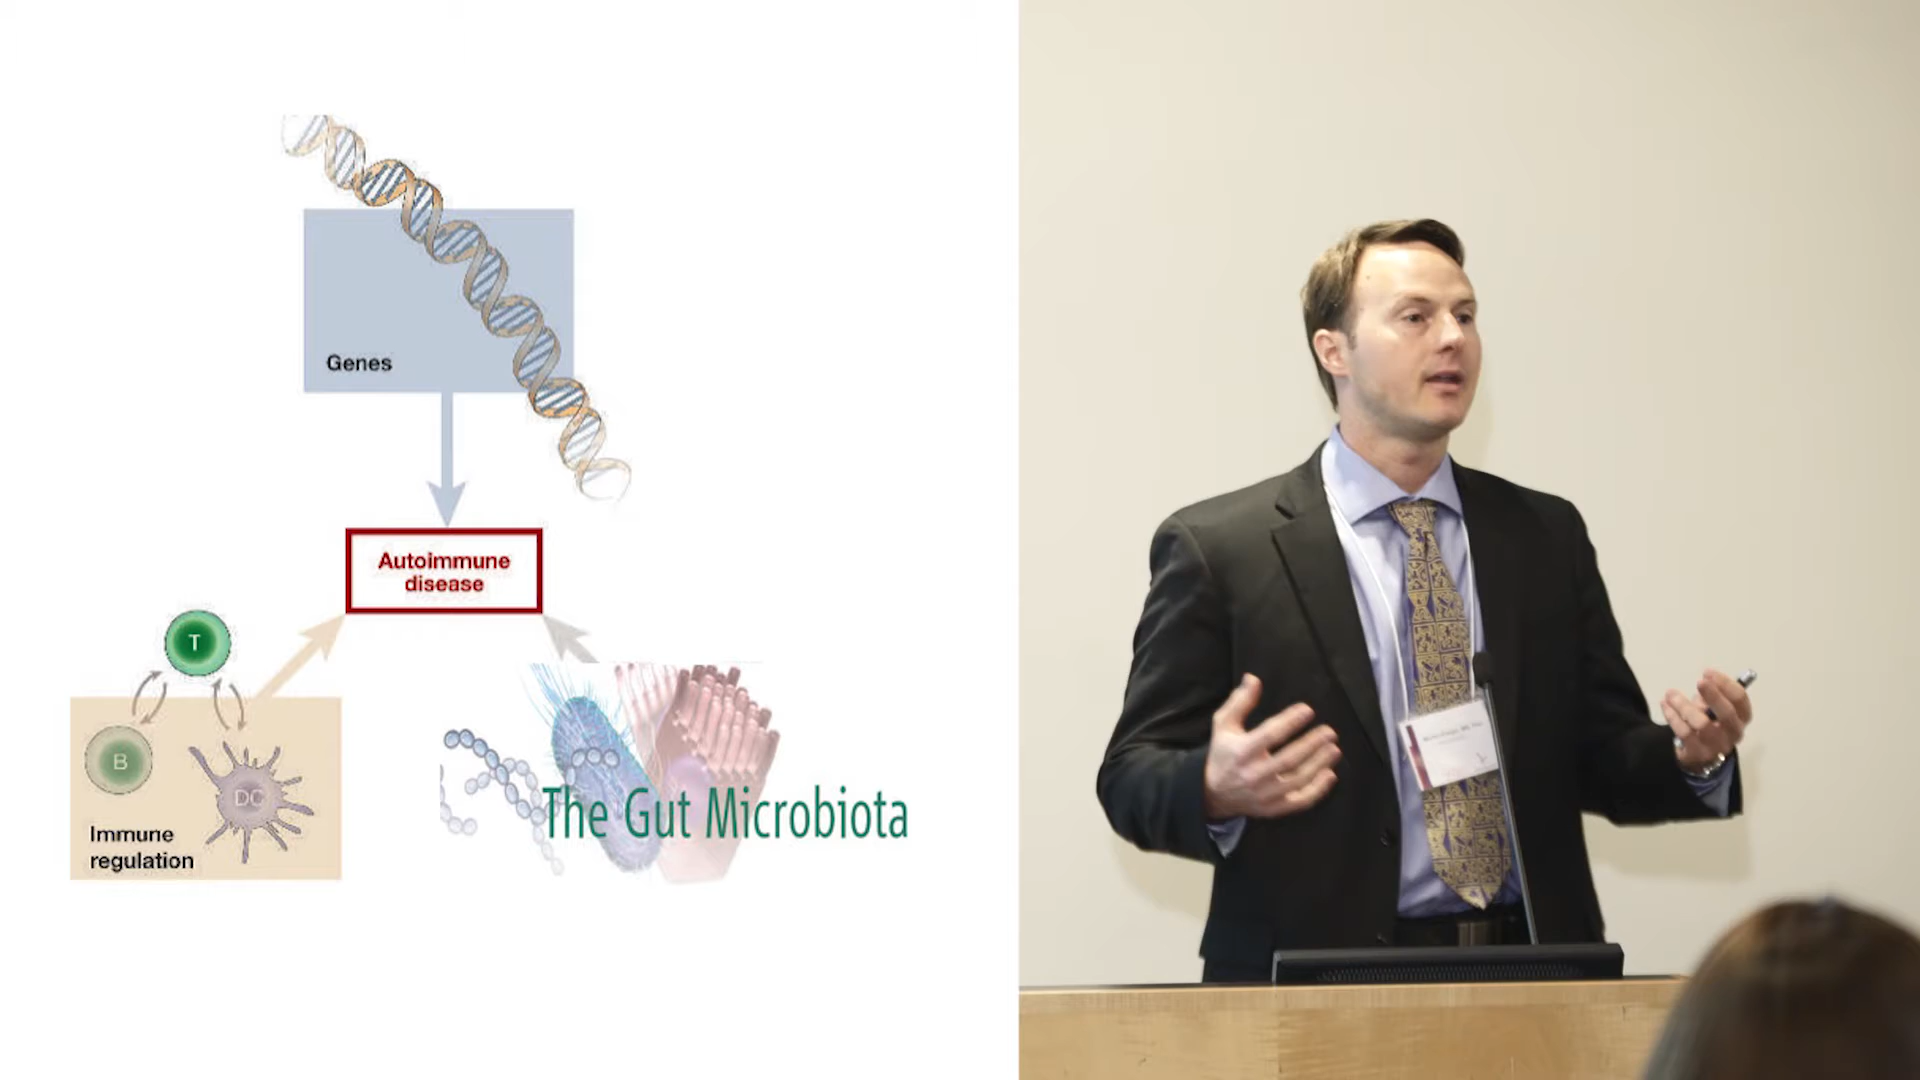 Genes
Autoimmune
disease
T
B
DC
Immune
regulation
The Gut Microbiota